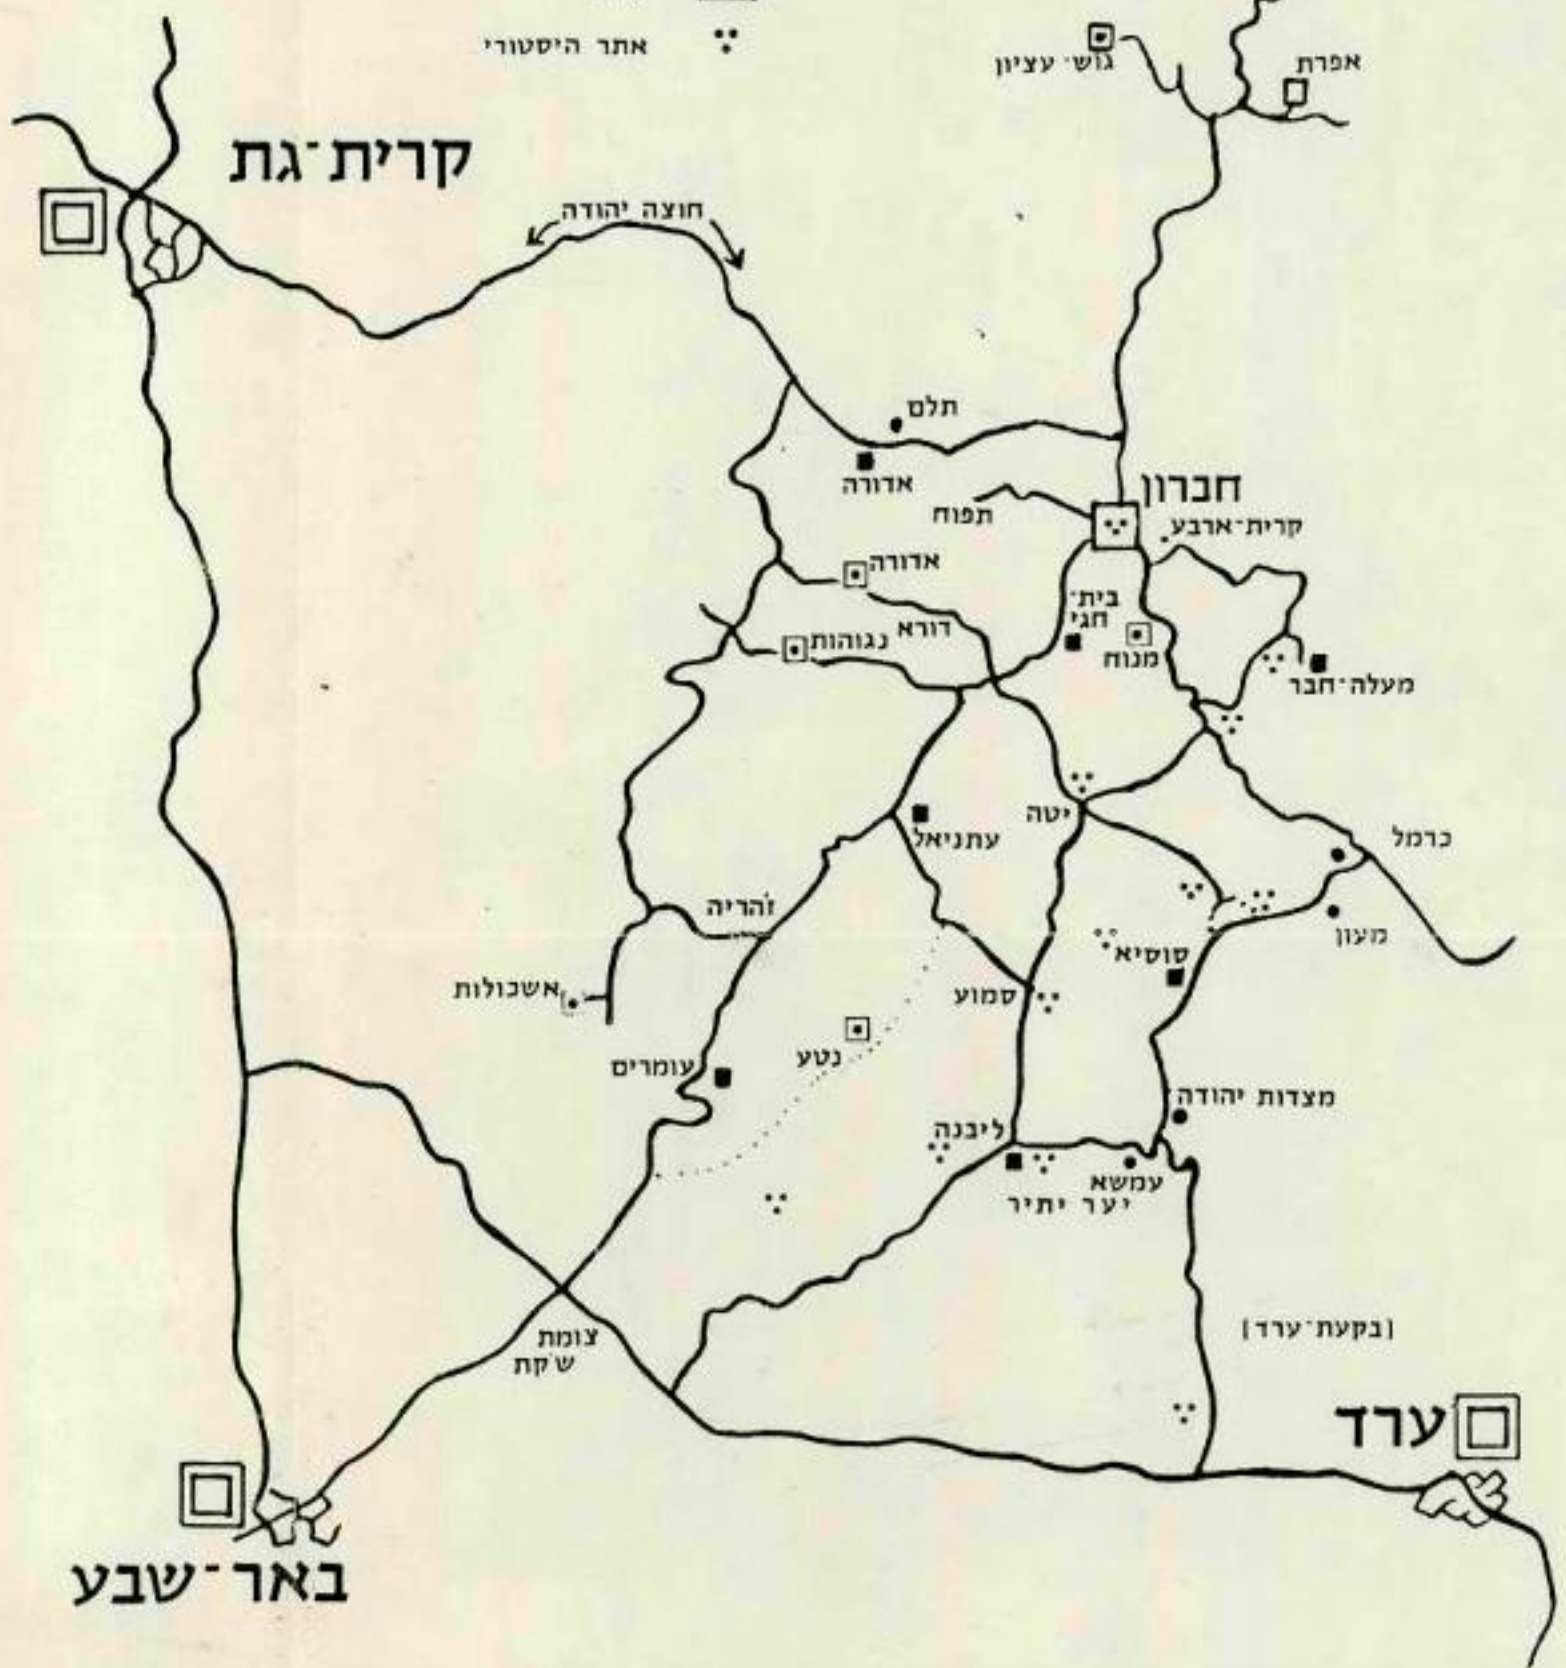 אתר היסטורי
גוש־עציון
אפרת
קרית־גת
חוצה יהודה
תלם
אדורה
חברון
תפוח
קרית־ארבע
אדורה
בית־
חגי
דורא
נגוהות
מנוח
מעלה־חבר
יטה
עתניאל
כרמל
זהריה
מעון
סוסיא
אשכולות
סמוע
נטע
עומרים
מצדות יהודה
ליבנה
עמשא
יער יתיר
[בקעת־ערד]
צומת
שקת
ערד
באר־שבע